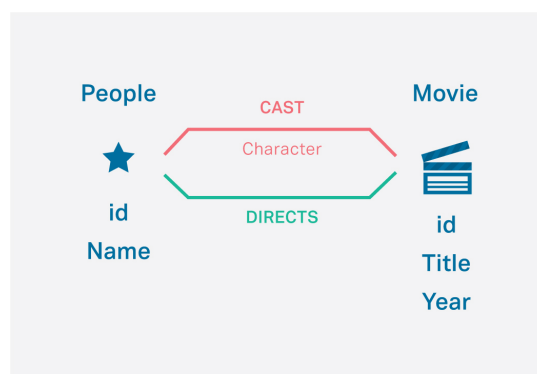 People
id
Name
CAST
Character
DIRECTS
Movie
id
Title
Year